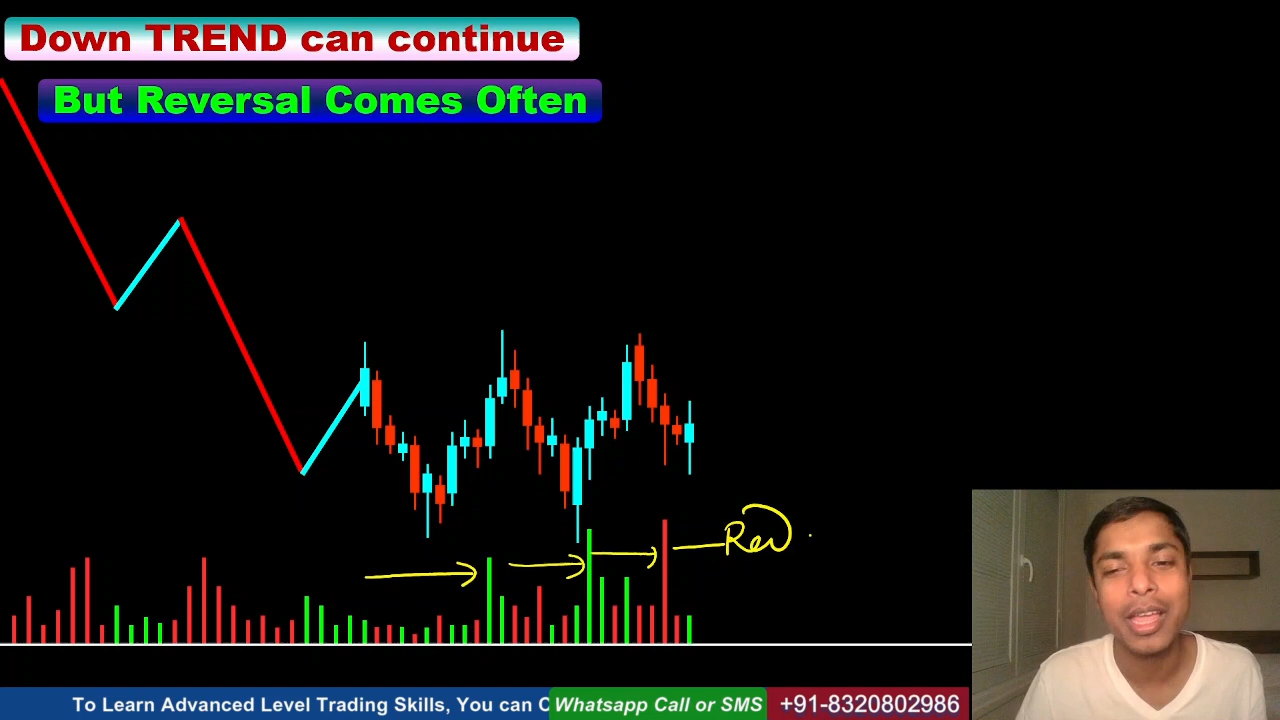 Down TREND can continue
But Reversal Comes Often
To Learn Advanced Level Trading Skills, You can C Whatsapp Call or SMS +91-8320802986